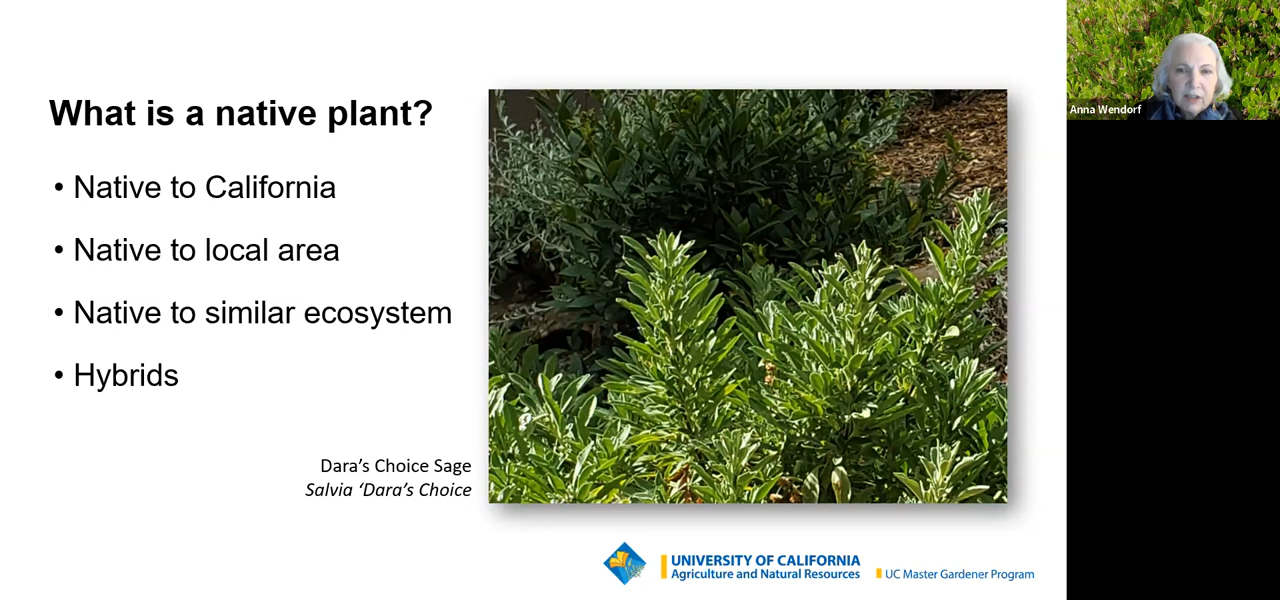 What is a native plant?
• Native to California
• Native to local area
• Native to similar ecosystem
• Hybrids
Dara’s Choice Sage
Salvia ‘Dara’s Choice
UNIVERSITY OF CALIFORNIA
Agriculture and Natural Resources
UC Master Gardener Program
Anna Wendorf